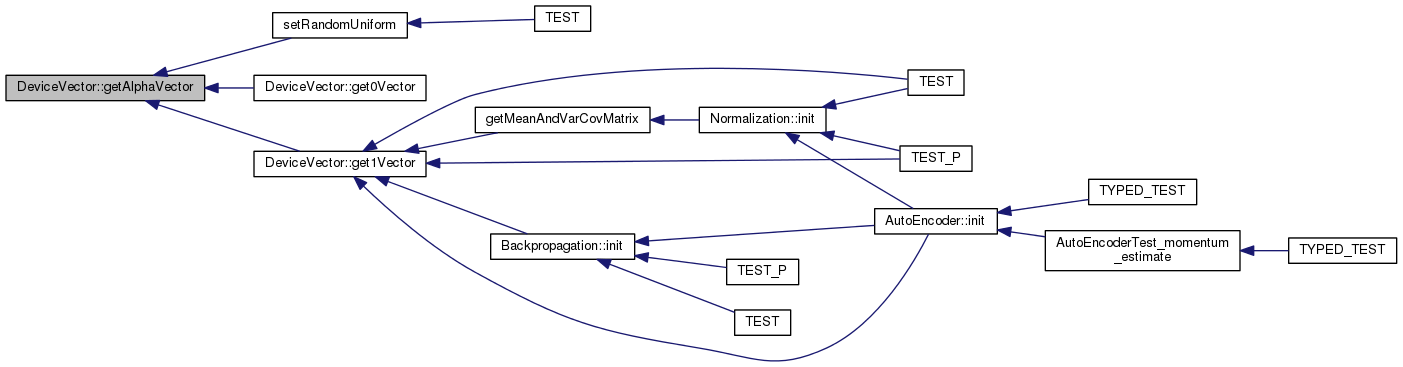 setRandomUniform
TEST
DeviceVector::getAlphaVector
DeviceVector::get0Vector
TEST
getMeanAndVarCovMatrix
Normalization::init
DeviceVector::get1Vector
TEST_P
TYPED_TEST
AutoEncoder::init
Backpropagation::init
AutoEncoderTest_momentum
_estimate
TYPED_TEST
TEST_P
TEST